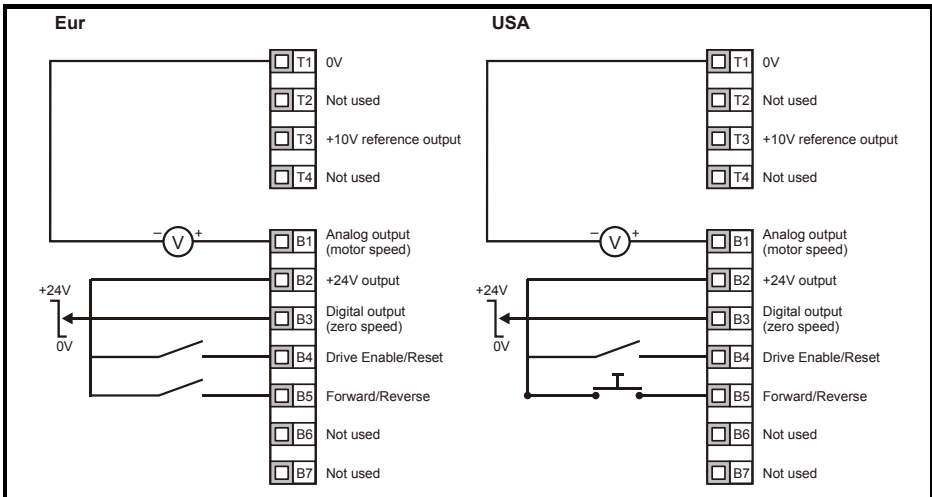 Eur
T1 0V
T2 Not used
T3 +10V reference output
T4 Not used
– V +
B1 Analog output
(motor speed)
B2 +24V output
+24V
B3 Digital output
(zero speed)
0V
B4 Drive Enable/Reset
B5 Forward/Reverse
B6 Not used
B7 Not used
USA
T1 0V
T2 Not used
T3 +10V reference output
T4 Not used
– V +
B1 Analog output
(motor speed)
B2 +24V output
+24V
B3 Digital output
(zero speed)
0V
B4 Drive Enable/Reset
B5 Forward/Reverse
B6 Not used
B7 Not used